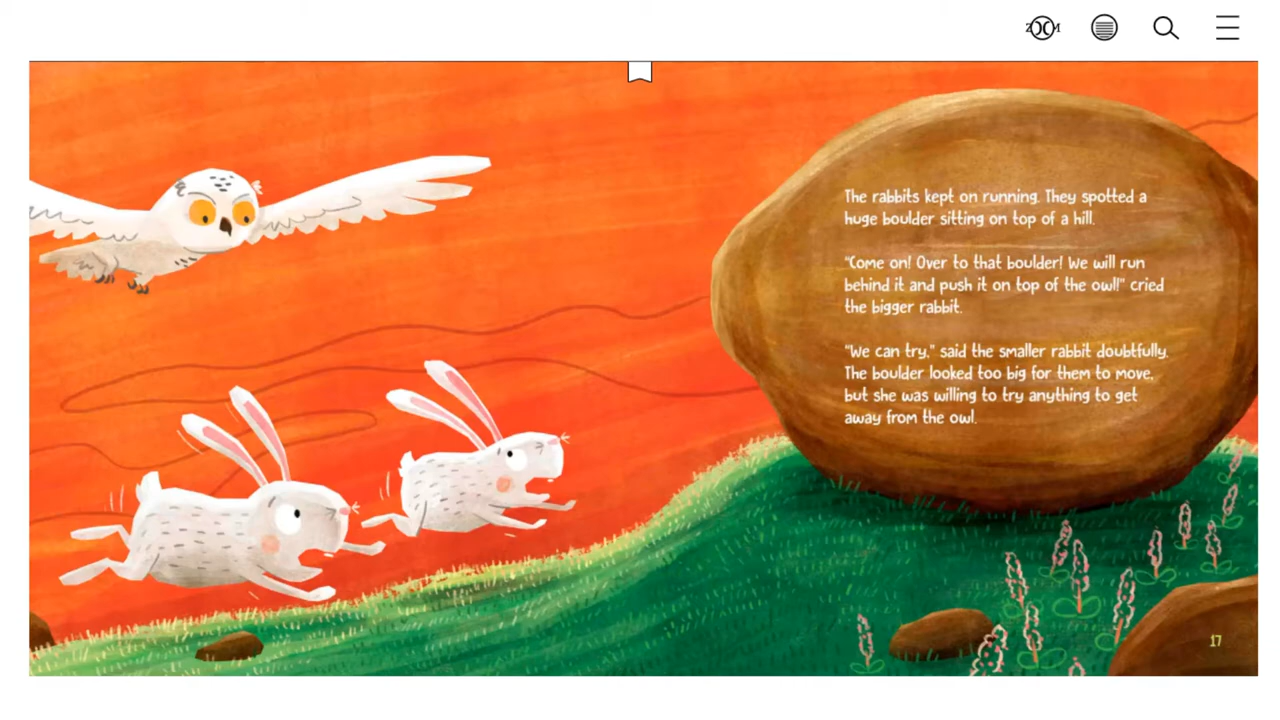 The rabbits kept on running. They spotted a
huge boulder sitting on top of a hill.
"Come on! Over to that boulder! We will run
behind it and push it on top of the owl!" cried
the bigger rabbit.
"We can try," said the smaller rabbit doubtfully.
The boulder looked too big for them to move,
but she was willing to try anything to get
away from the owl.
17